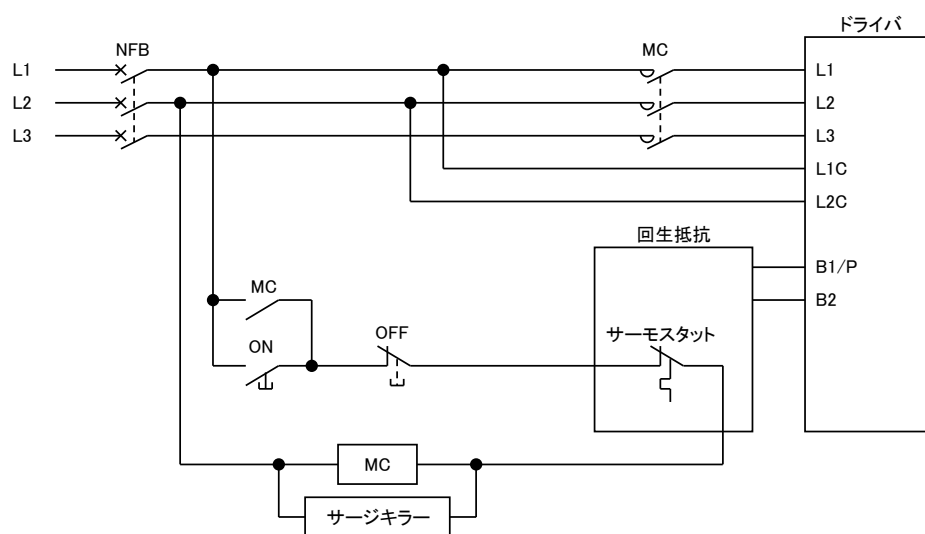 ドライバ
NFB
MC
L1
L1
L2
L2
L3
L3
L1C
L2C
回生抵抗
B1/P
MC
B2
ON
OFF
サーモスタット
MC
サージキラー